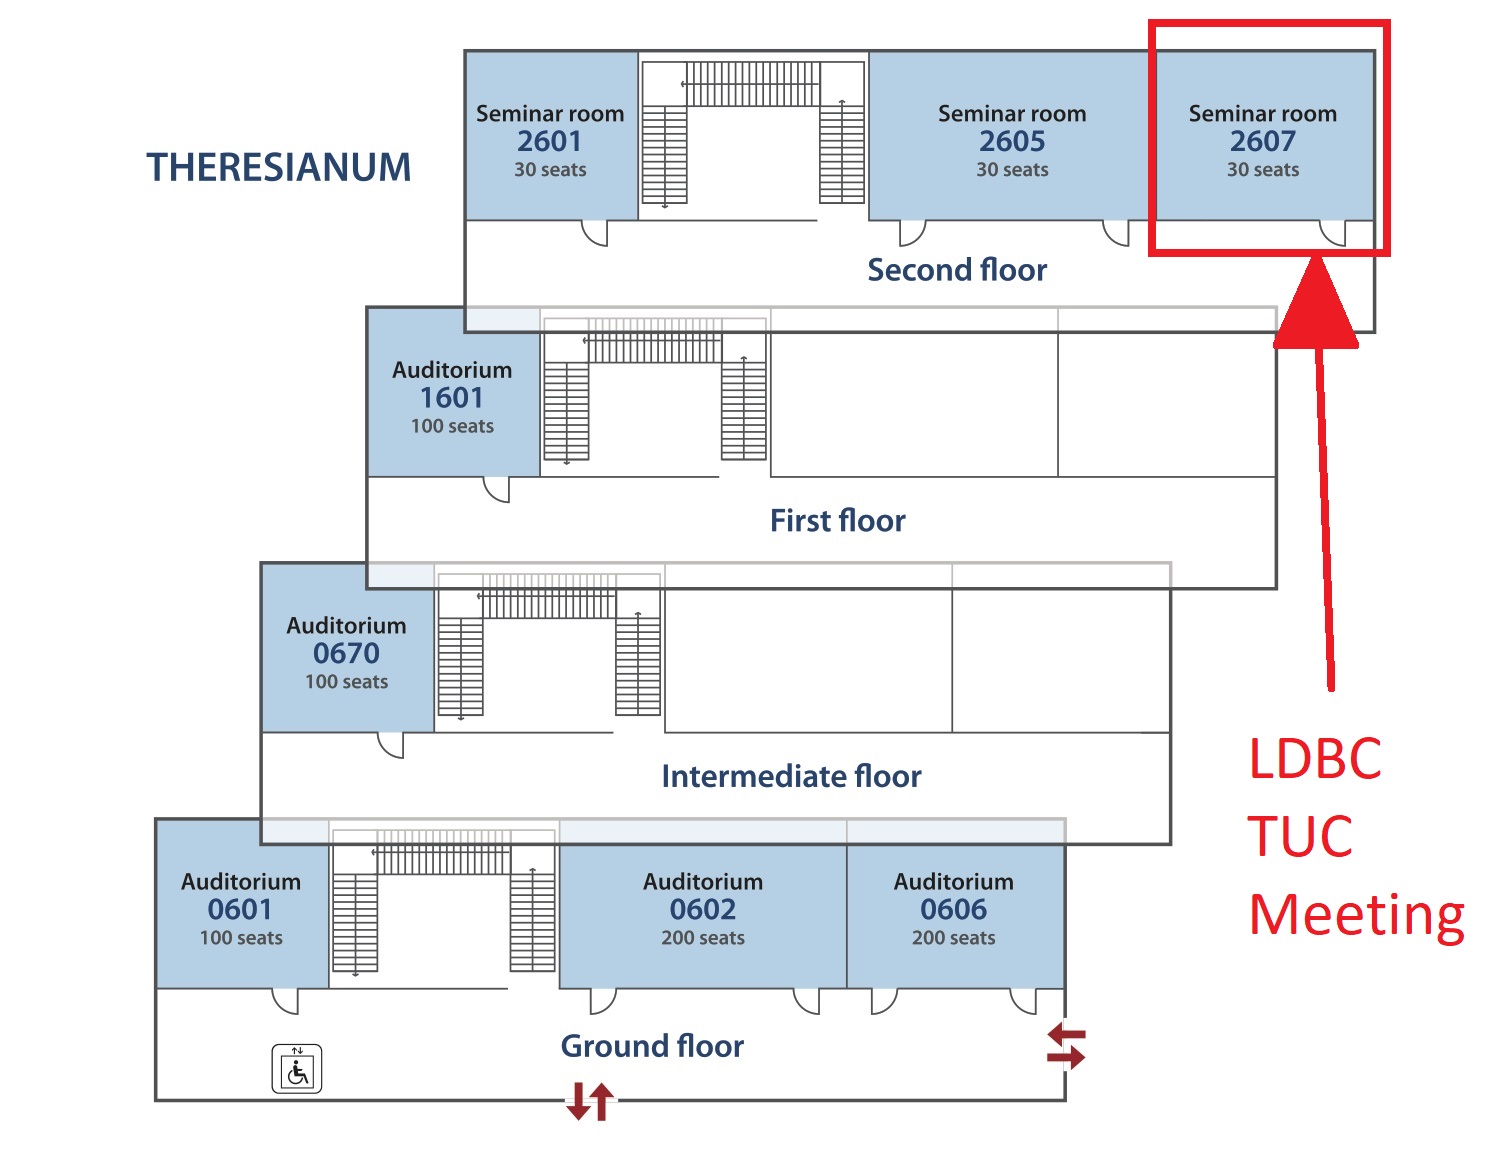 THERESIANUM
Seminar room
2601
30 seats
Seminar room
2605
30 seats
Seminar room
2607
30 seats
Second floor
Auditorium
1601
100 seats
First floor
Auditorium
0670
100 seats
Intermediate floor
LDBC
TUC
Meeting
Auditorium
0601
100 seats
Auditorium
0602
200 seats
Auditorium
0606
200 seats
Ground floor